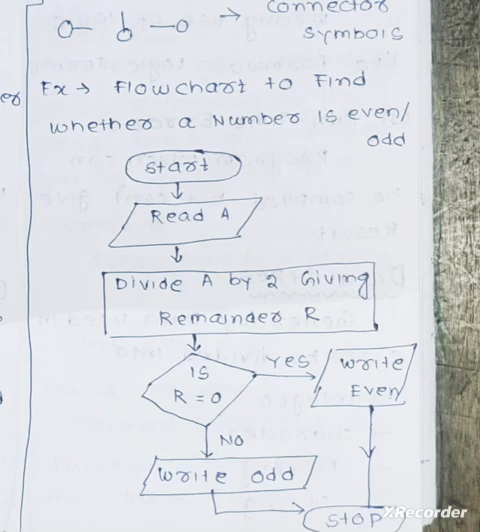 Connector
Symbols
er
Ex → Flowchart to Find
whether a Number is even/
odd
Start
Read A
Divide A by 2 Giving
Remainder R
IS
R = 0
YES
Write
Even
NO
Write odd
STOP
XRecorder